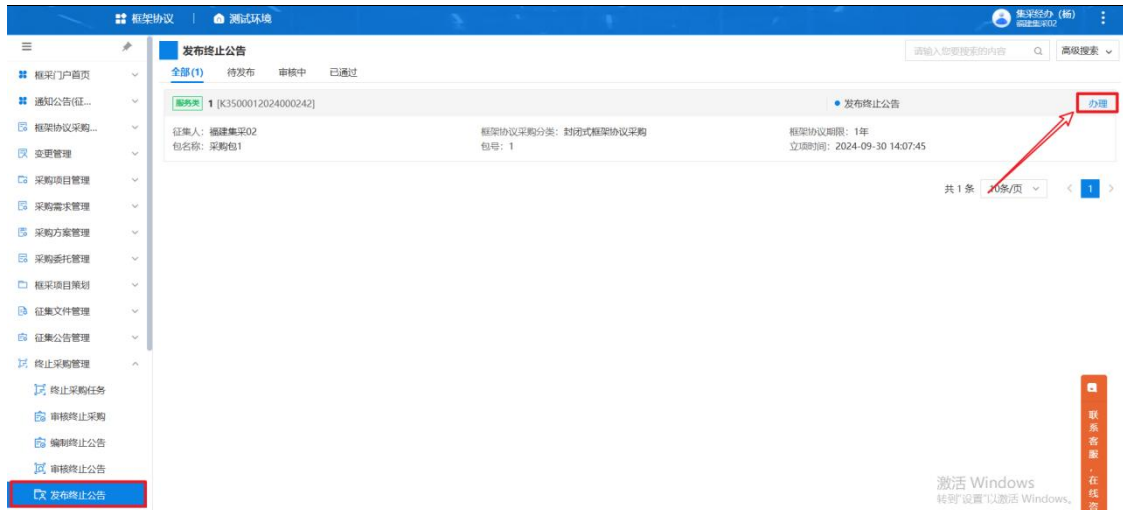 框架协议 测试环境 集采经办（杨）
福建集采02
发布终止公告 请输入您要搜索的内容 高级搜索
全部(1) 待发布 审核中 已通过
服务类 1 [K3500012024000242] 发布终止公告 办理
征集人：福建集采02 框架协议采购分类：封闭式框架协议采购 框架协议期限：1年
包名称：采购包1 包号：1 立项时间：2024-09-30 14:07:45
共 1 条 10条/页 1
框采门户首页
通知公告(征...
框架协议采购...
变更管理
采购项目管理
采购需求管理
采购方案管理
采购委托管理
框采项目策划
征集文件管理
征集公告管理
终止采购管理
终止采购任务
审核终止采购
编制终止公告
审核终止公告
发布终止公告
联系客服，在线咨
激活 Windows
转到"设置"以激活 Windows。